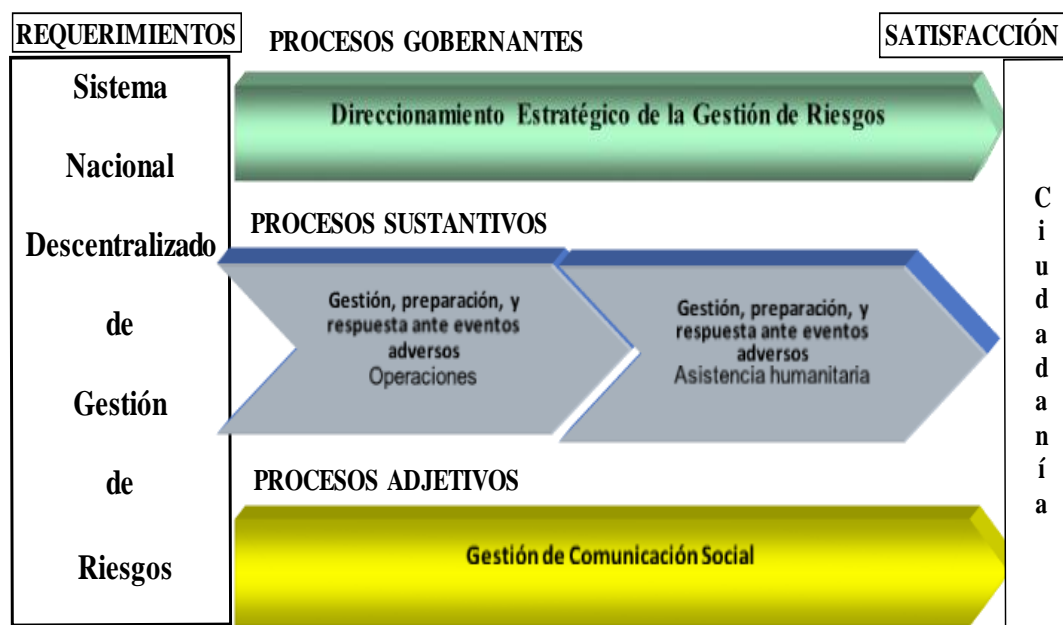 REQUERIMIENTOS
Sistema
Nacional
Descentralizado
de
Gestión
de
Riesgos
PROCESOS GOBERNANTES
Direccionamiento Estratégico de la Gestión de Riesgos
PROCESOS SUSTANTIVOS
Gestión, preparación, y
respuesta ante eventos
adversos
Operaciones
Gestión, preparación, y
respuesta ante eventos
adversos
Asistencia humanitaria
PROCESOS ADJETIVOS
Gestión de Comunicación Social
SATISFACCIÓN
Ciudadanía